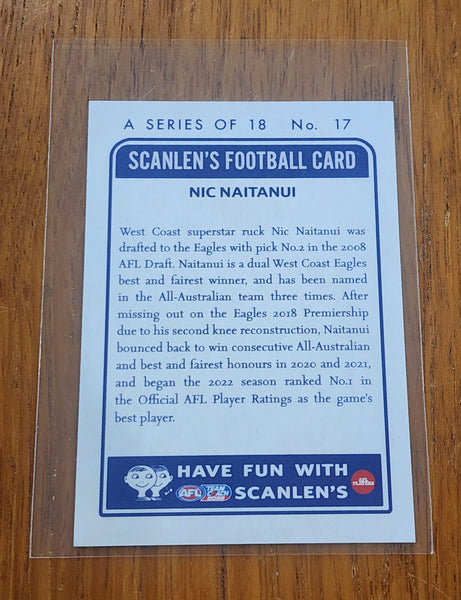 A SERIES OF 18 No. 17
SCANLEN'S FOOTBALL CARD
NIC NAITANUI
West Coast superstar ruck Nic Naitanui was
drafted to the Eagles with pick No.2 in the 2008
AFL Draft. Naitanui is a dual West Coast Eagles
best and fairest winner, and has been named
in the All-Australian team three times. After
missing out on the Eagles 2018 Premiership
due to his second knee reconstruction, Naitanui
bounced back to win consecutive All-Australian
and best and fairest honours in 2020 and 2021,
and began the 2022 season ranked No.1 in
the Official AFL Player Ratings as the game's
best player.
HAVE FUN WITH
AFL TEAM COACH SCANLEN'S